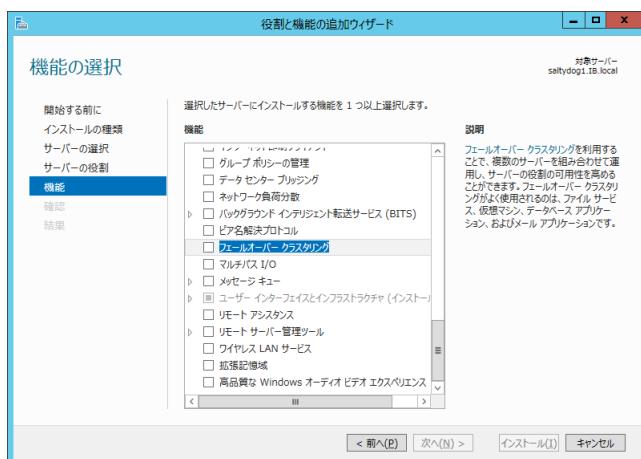 役割と機能の追加ウィザード
機能の選択
対象サーバー
saltydog1.IB.local
開始する前に
インストールの種類
サーバーの選択
サーバーの役割
機能
確認
結果
選択したサーバーにインストールする機能を 1 つ以上選択します。
機能
グループ ポリシーの管理
データ センター ブリッジング
ネットワーク負荷分散
バックグラウンド インテリジェント転送サービス (BITS)
ピア名解決プロトコル
フェールオーバー クラスタリング
マルチパス I/O
メッセージ キュー
ユーザー インターフェイスとインフラストラクチャ (インストール
リモート アシスタンス
リモート サーバー管理ツール
ワイヤレス LAN サービス
拡張記憶域
高品質な Windows オーディオ ビデオ エクスペリエンス
説明
フェールオーバー クラスタリングを利用する
ことで、複数のサーバーを組み合わせて運
用し、サーバーの役割の可用性を高める
ことができます。フェールオーバー クラスタリ
ングがよく使用されるのは、ファイル サービ
ス、仮想マシン、データベース アプリケー
ション、およびメール アプリケーションです。
< 前へ(P)
次へ(N) >
インストール(I)
キャンセル